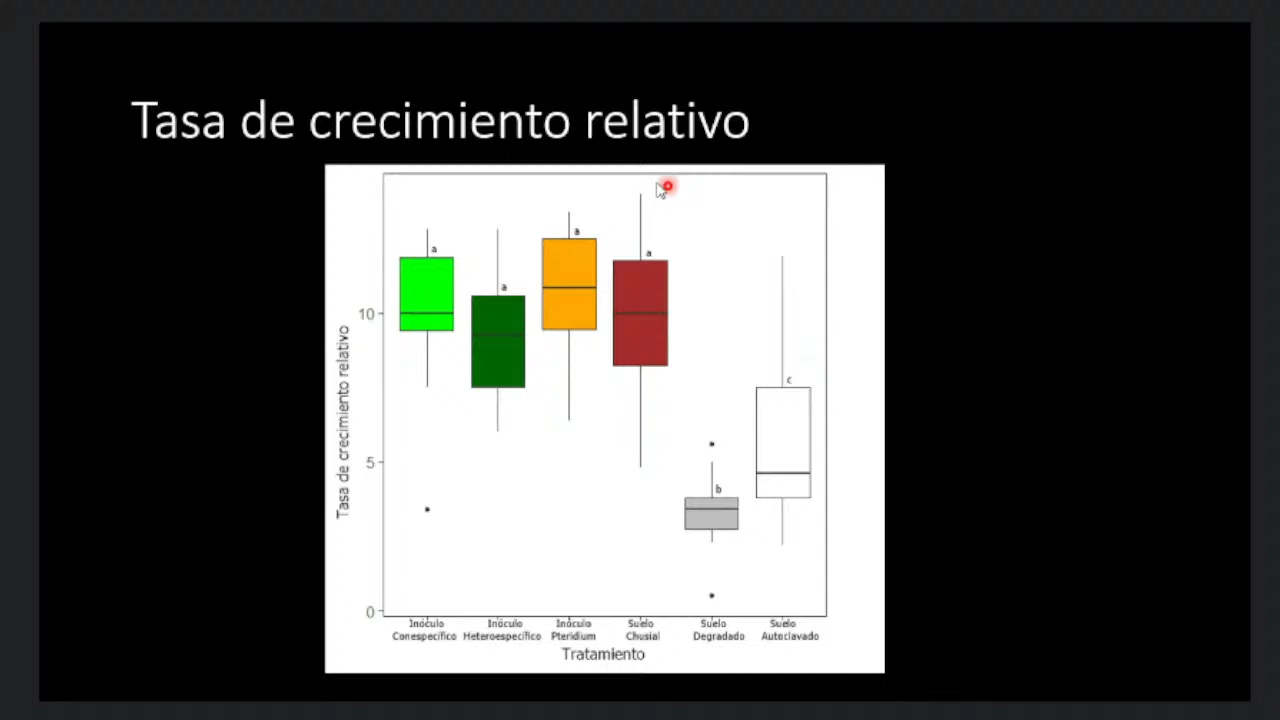 Tasa de crecimiento relativo
a
a
a
a
b
c
10
5
0
Tasa de crecimiento relativo
Inóculo Conespecífico
Inóculo Heteroespecífico
Inóculo Pteridium
Suelo Chusial
Suelo Degradado
Suelo Autoclavado
Tratamiento